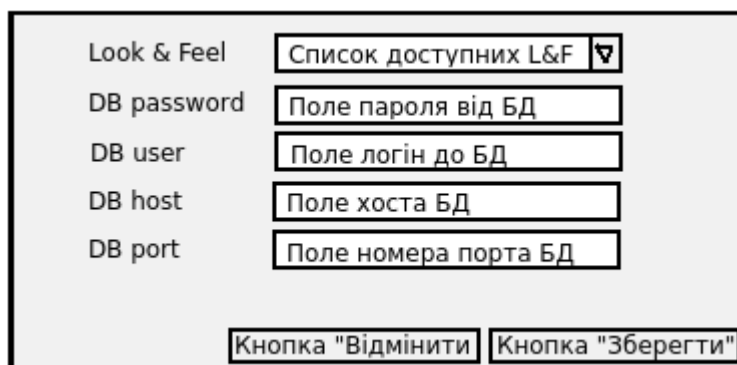 Look & Feel Список доступних L&F
DB password Поле пароля від БД
DB user Поле логін до БД
DB host Поле хоста БД
DB port Поле номера порта БД
Кнопка "Відмінити Кнопка "Зберегти"